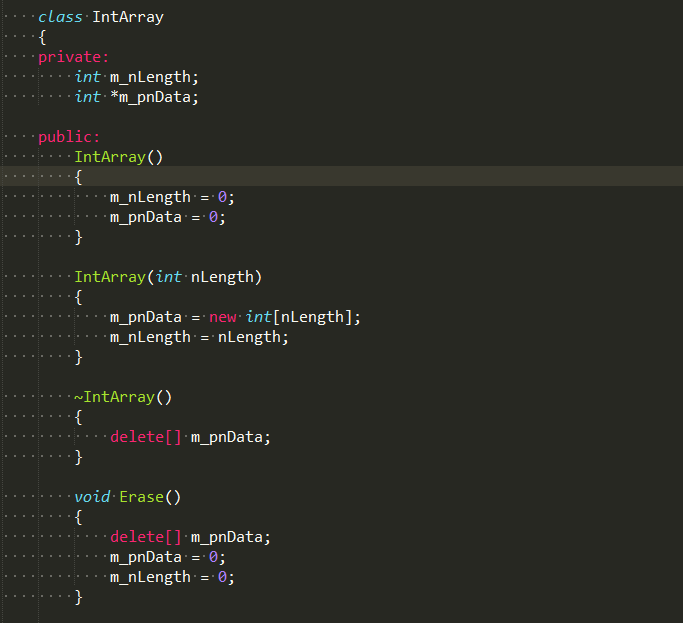 class IntArray
{
private:
int m_nLength;
int *m_pnData;
public:
IntArray()
{
m_nLength = 0;
m_pnData = 0;
}
IntArray(int nLength)
{
m_pnData = new int[nLength];
m_nLength = nLength;
}
~IntArray()
{
delete[] m_pnData;
}
void Erase()
{
delete[] m_pnData;
m_pnData = 0;
m_nLength = 0;
}